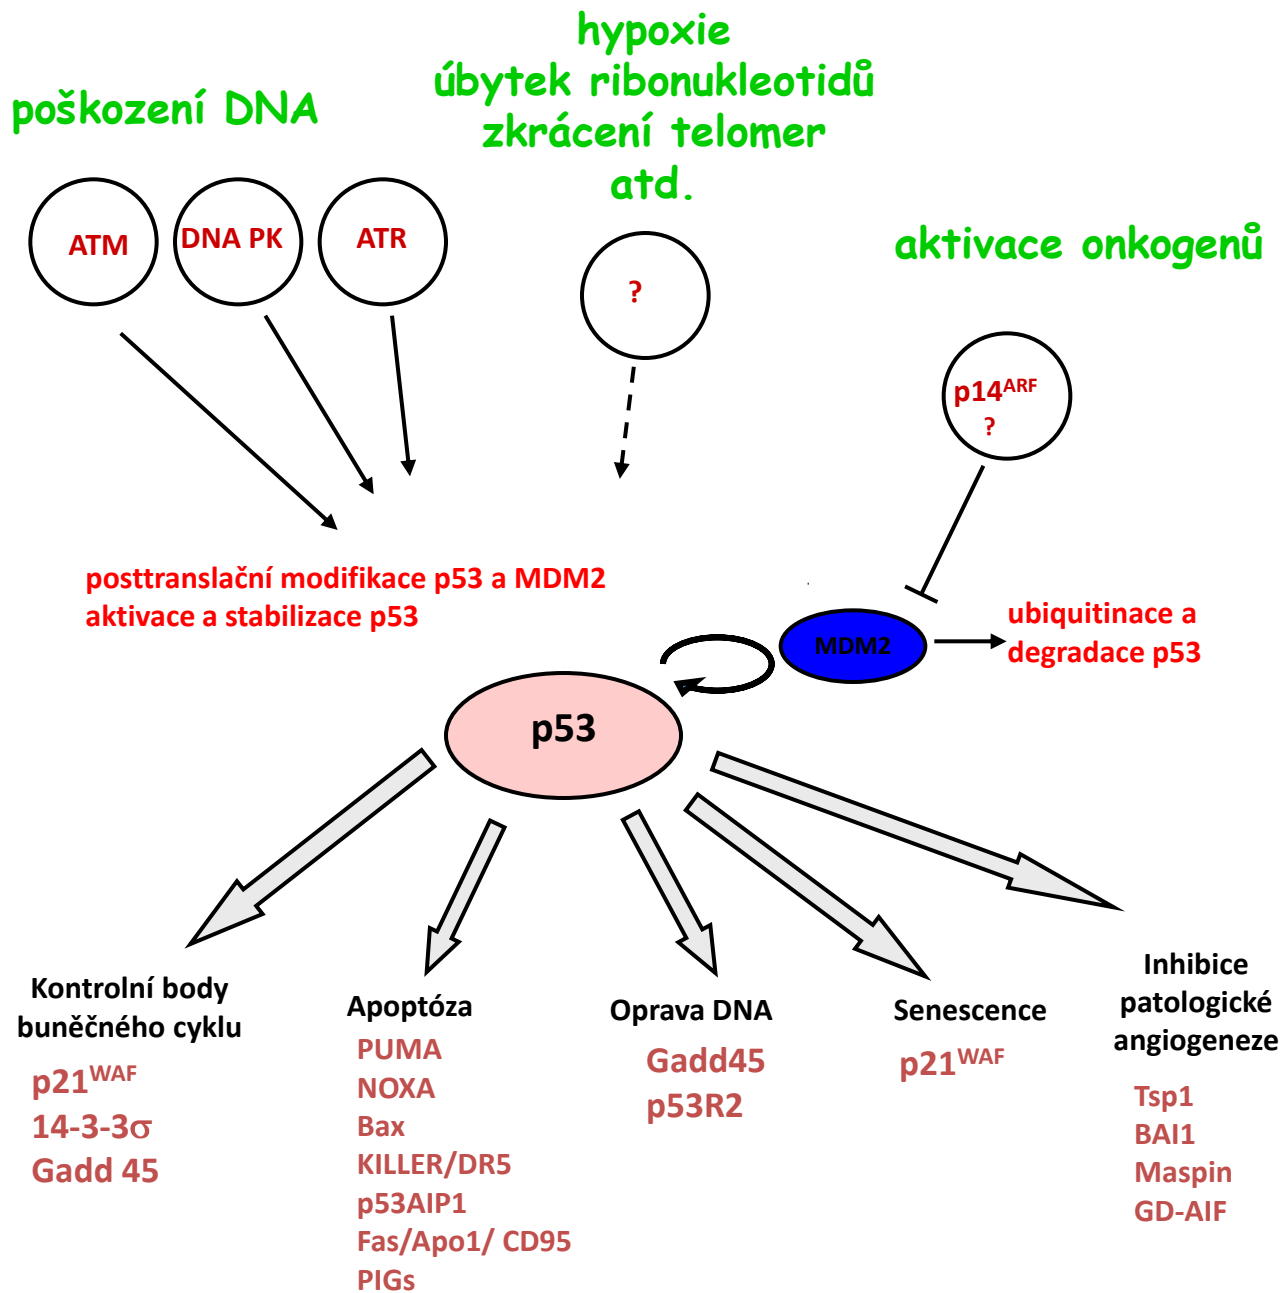 hypoxie
úbytek ribonukleotidů
zkrácení telomer
atd.
poškození DNA
aktivace onkogenů
ATM
DNA PK
ATR
?
p14ARF
?
posttranslační modifikace p53 a MDM2
aktivace a stabilizace p53
MDM2
ubiquitinace a
degradace p53
p53
Kontrolní body
buněčného cyklu
p21WAF
14-3-3σ
Gadd 45
Apoptóza
PUMA
NOXA
Bax
KILLER/DR5
p53AIP1
Fas/Apo1/ CD95
PIGs
Oprava DNA
Gadd45
p53R2
Senescence
p21WAF
Inhibice
patologické
angiogeneze
Tsp1
BAI1
Maspin
GD-AIF